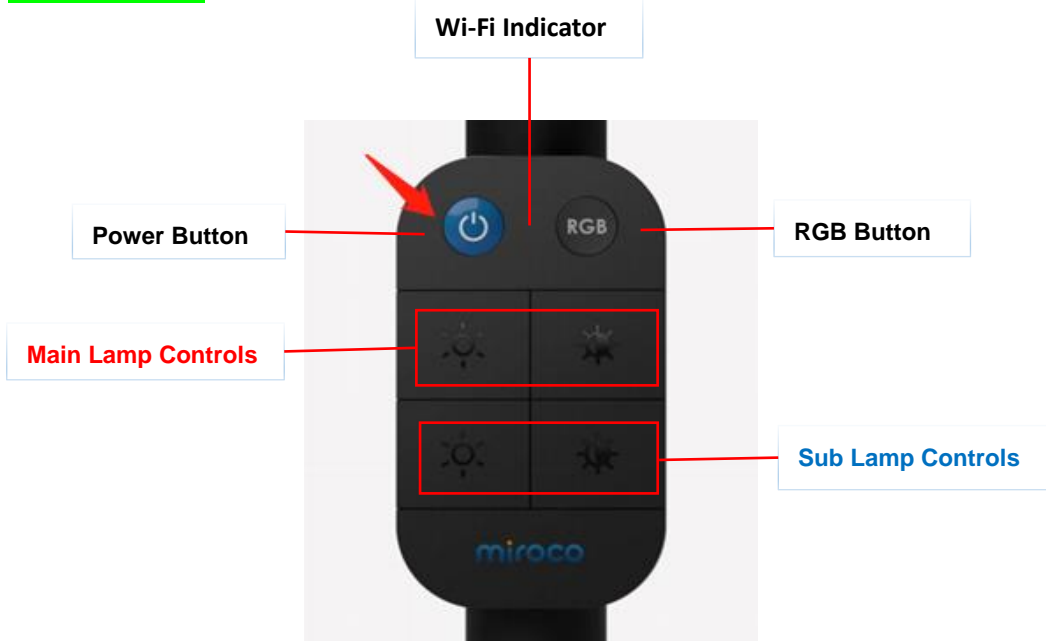 Wi-Fi Indicator
Power Button
RGB
RGB Button
Main Lamp Controls
Sub Lamp Controls
miroco